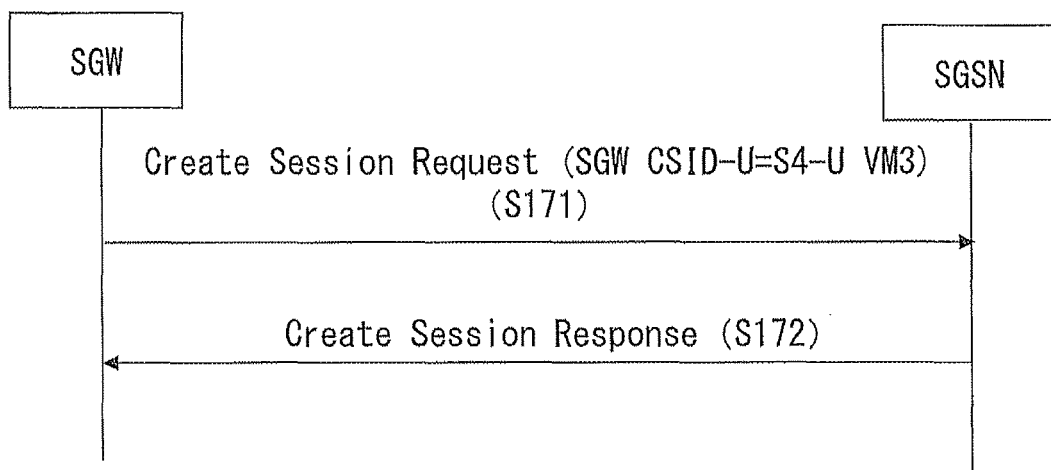 SGW
SGSN
Create Session Request (SGW CSID-U=S4-U VM3)
(S171)
Create Session Response (S172)